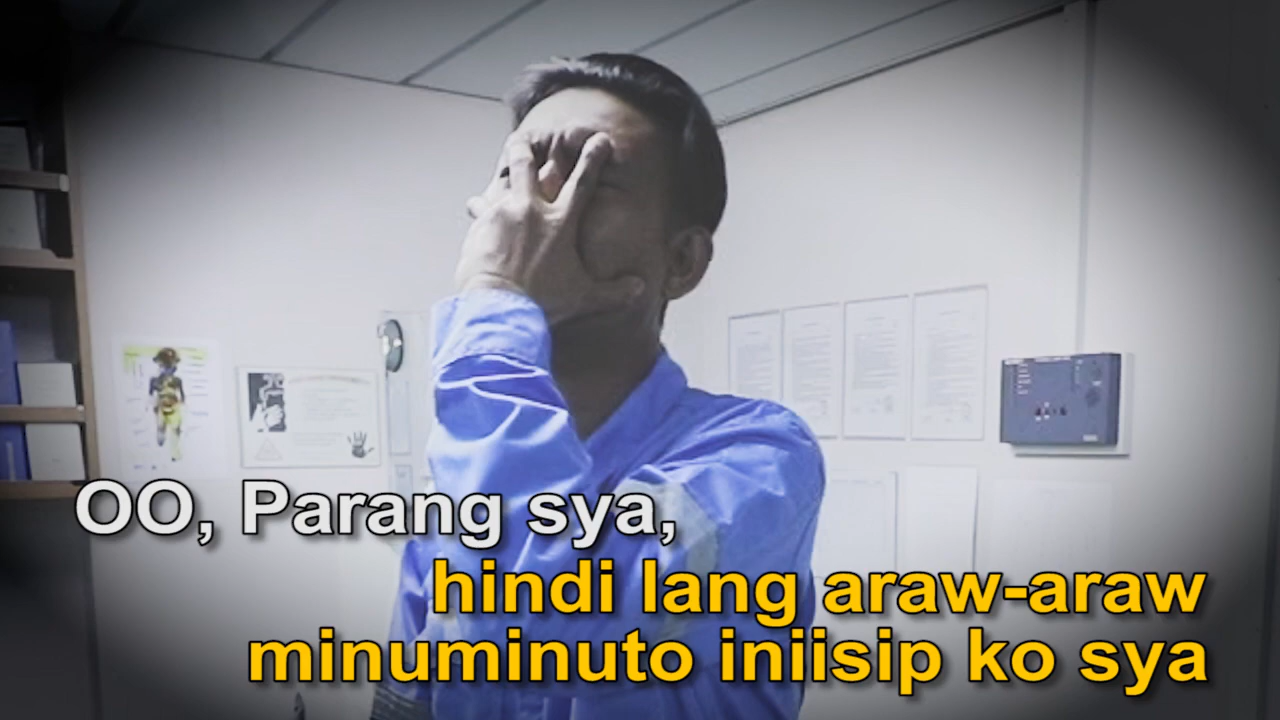 OO, Parang sya,
hindi lang araw-araw
minuminuto iniisip ko sya